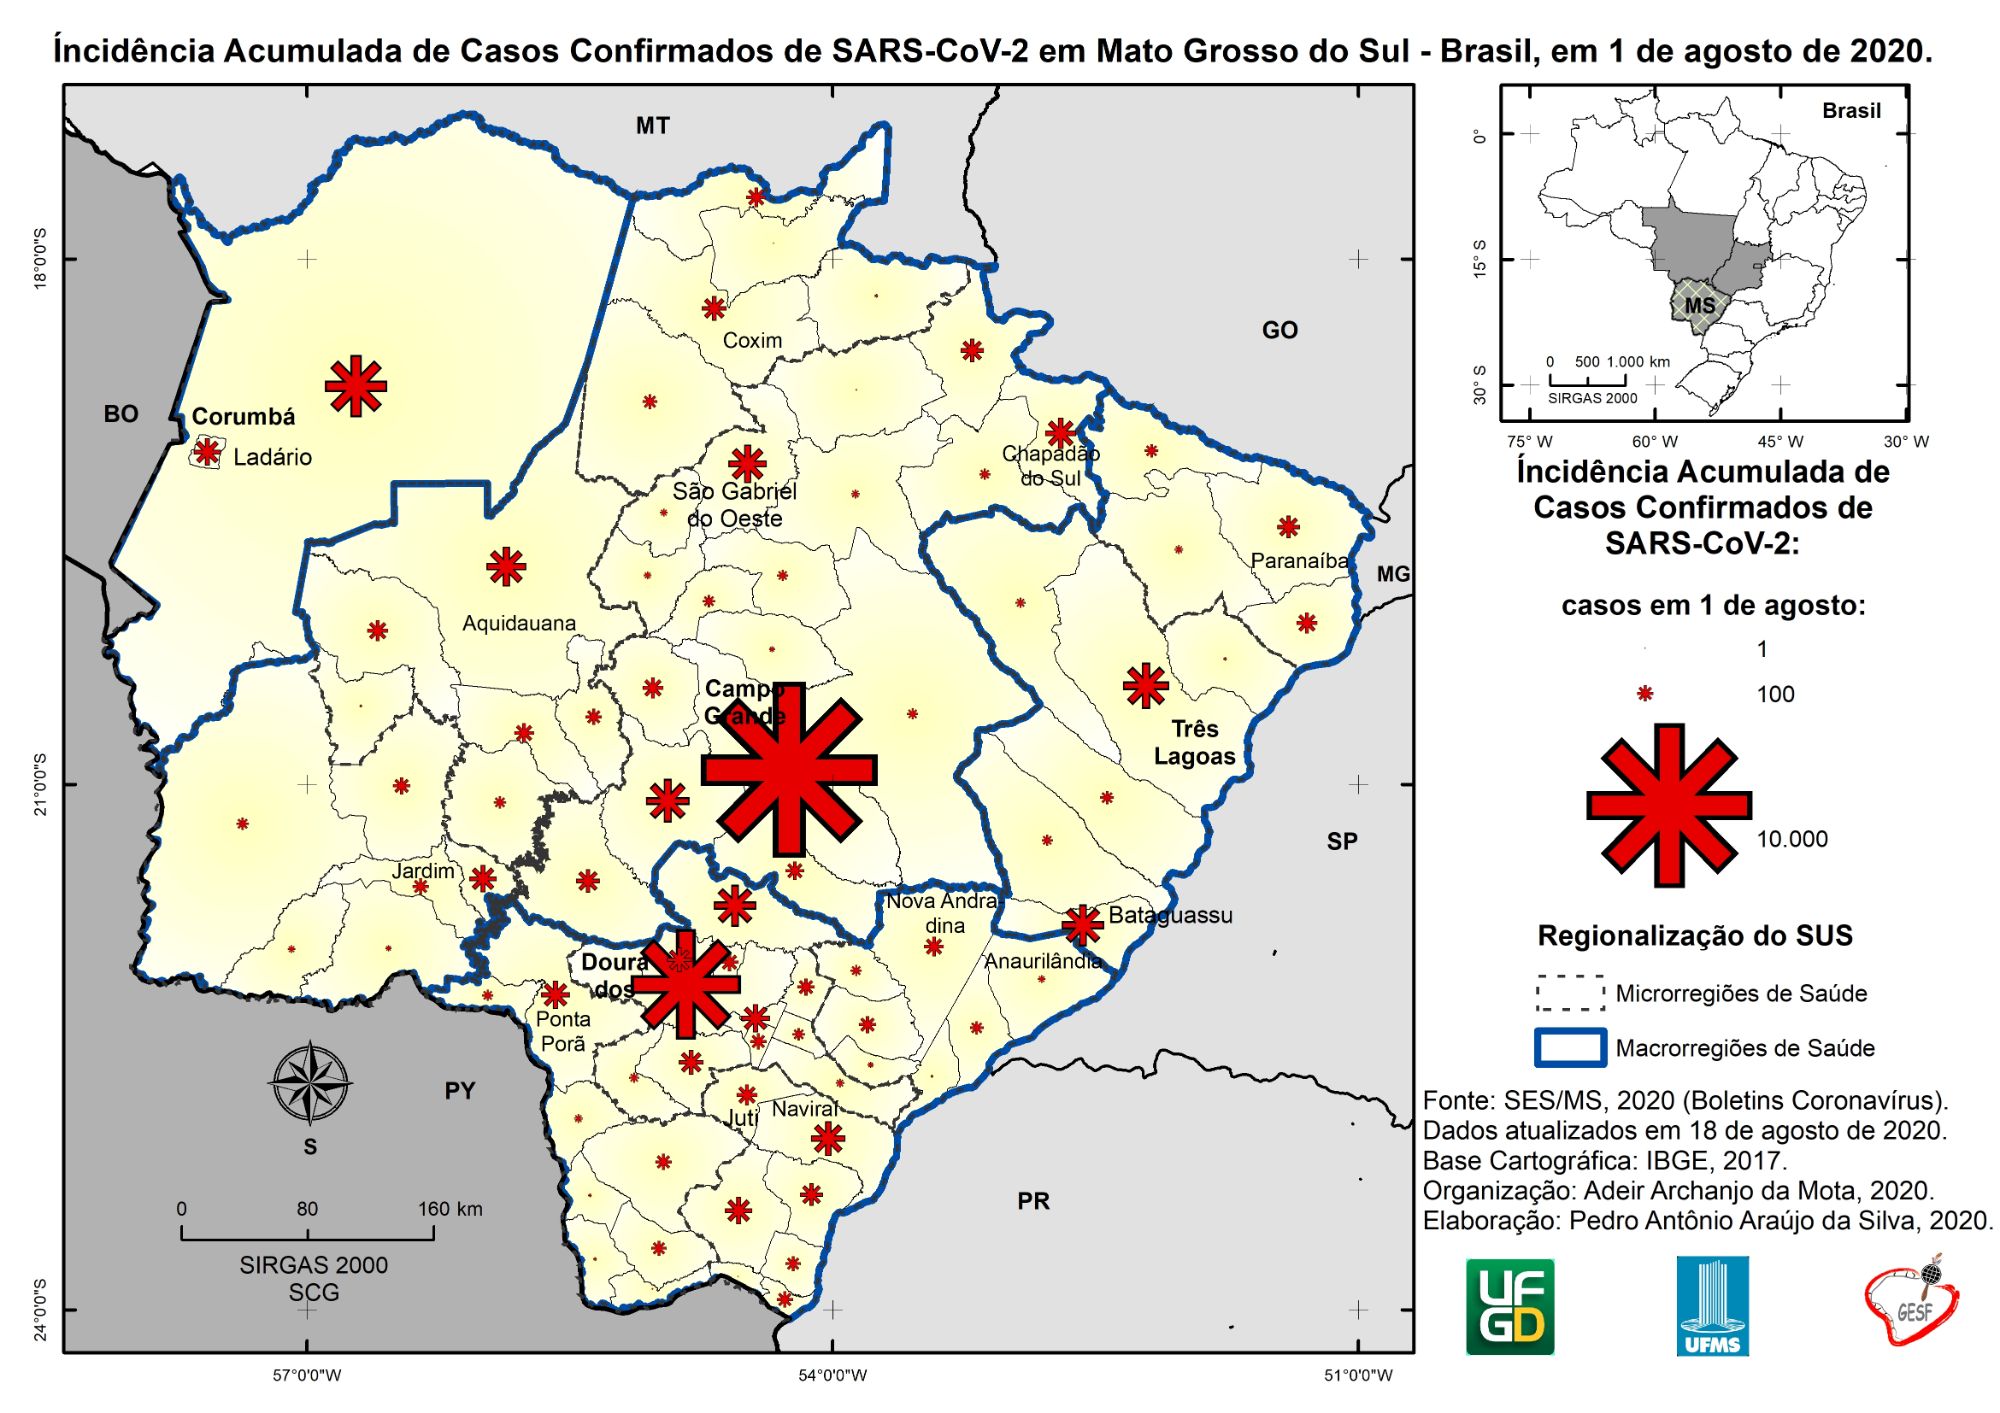 Íncidência Acumulada de Casos Confirmados de SARS-CoV-2 em Mato Grosso do Sul - Brasil, em 1 de agosto de 2020.
MT
GO
BO
MG
SP
PR
PY
18°0'0"S
21°0'0"S
24°0'0"S
57°0'0"W
54°0'0"W
51°0'0"W
Coxim
Corumbá
Ladário
Chapadão
do Sul
São Gabriel
do Oeste
Paranaíba
Aquidauana
Campo
Grande
Três
Lagoas
Jardim
Nova Andra-
dina
Bataguassu
Anaurilândia
Doura
dos
Ponta
Porã
Juti
Naviraí
S
0 80 160 km
SIRGAS 2000
SCG
Brasil
MS
0 500 1.000 km
SIRGAS 2000
0°
15° S
30° S
75° W
60° W
45° W
30° W
Íncidência Acumulada de
Casos Confirmados de
SARS-CoV-2:
casos em 1 de agosto:
1
100
10.000
Regionalização do SUS
Microrregiões de Saúde
Macrorregiões de Saúde
Fonte: SES/MS, 2020 (Boletins Coronavírus).
Dados atualizados em 18 de agosto de 2020.
Base Cartográfica: IBGE, 2017.
Organização: Adeir Archanjo da Mota, 2020.
Elaboração: Pedro Antônio Araújo da Silva, 2020.
UF
GD
UFMS
GESF